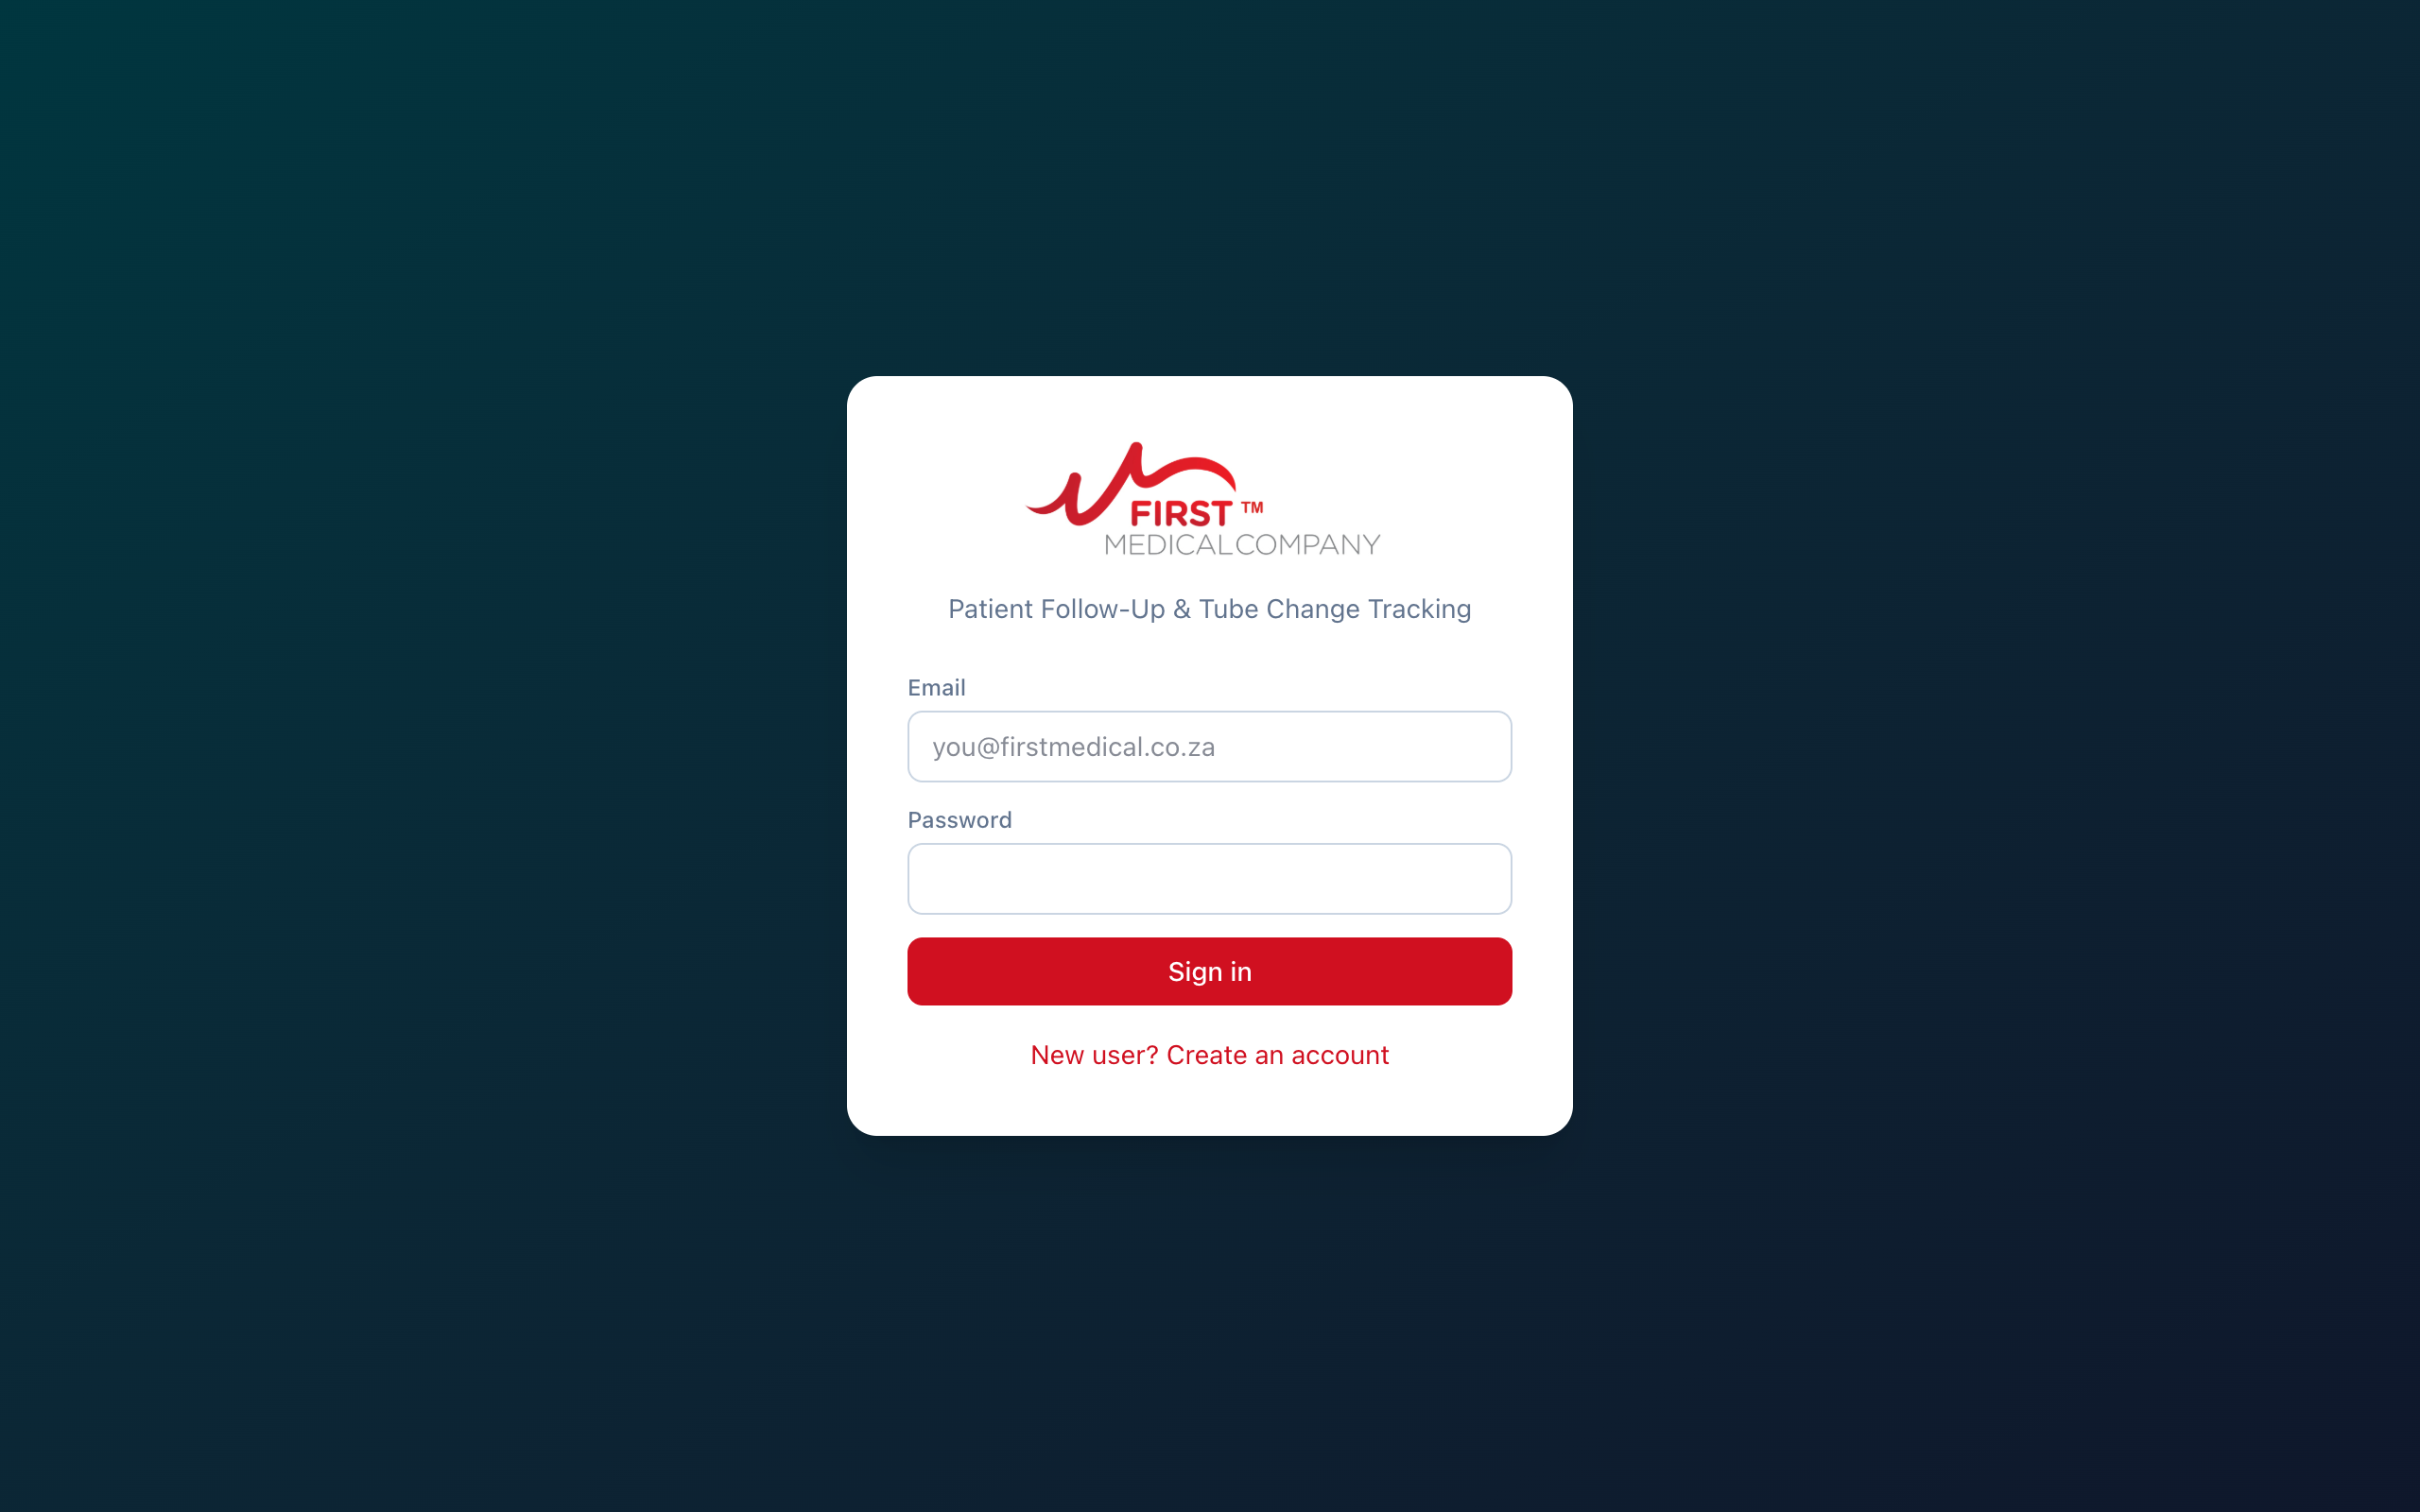 FIRST ™
MEDICALCOMPANY
Patient Follow-Up & Tube Change Tracking
Email
you@firstmedical.co.za
Password
Sign in
New user? Create an account